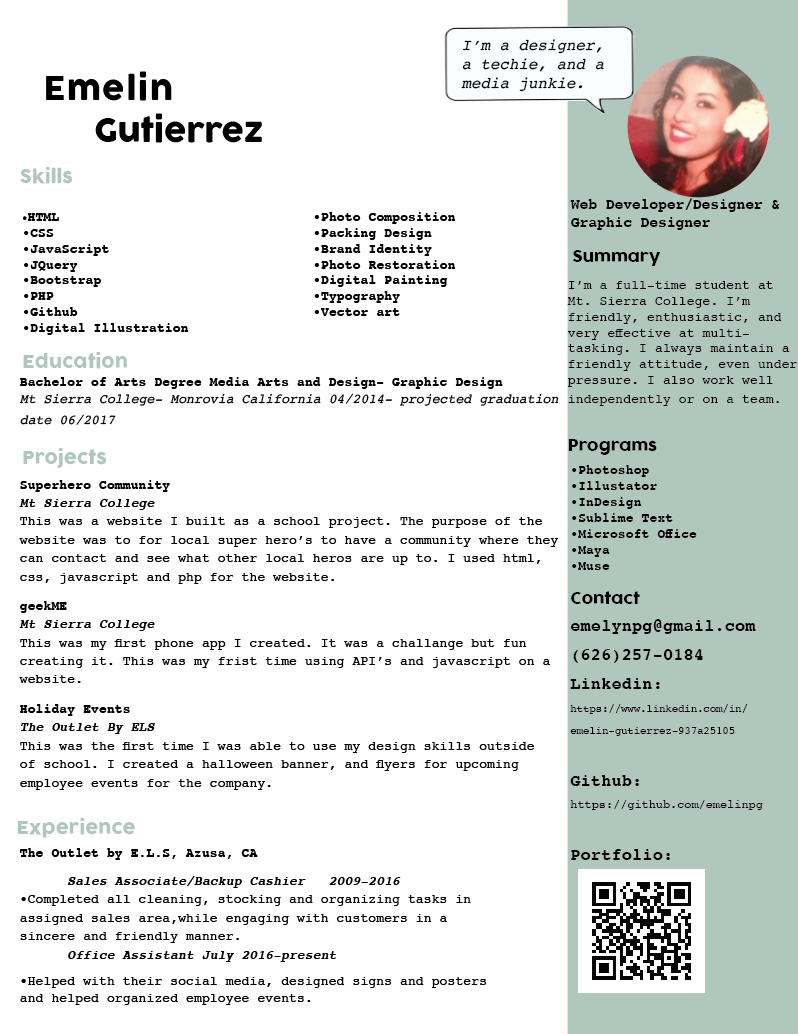 I'm a designer,
a techie, and a
media junkie.
Emelin
Gutierrez
Skills
•HTML
•CSS
•JavaScript
•JQuery
•Bootstrap
•PHP
•Github
•Digital Illustration
•Photo Composition
•Packing Design
•Brand Identity
•Photo Restoration
•Digital Painting
•Typography
•Vector art
Education
Bachelor of Arts Degree Media Arts and Design- Graphic Design
Mt Sierra College- Monrovia California 04/2014- projected graduation
date 06/2017
Projects
Superhero Community
Mt Sierra College
This was a website I built as a school project. The purpose of the
website was to for local super hero's to have a community where they
can contact and see what other local heros are up to. I used html,
css, javascript and php for the website.
geekME
Mt Sierra College
This was my first phone app I created. It was a challange but fun
creating it. This was my frist time using API's and javascript on a
website.
Holiday Events
The Outlet By ELS
This was the first time I was able to use my design skills outside
of school. I created a halloween banner, and flyers for upcoming
employee events for the company.
Experience
The Outlet by E.L.S, Azusa, CA
Sales Associate/Backup Cashier 2009-2016
•Completed all cleaning, stocking and organizing tasks in
assigned sales area,while engaging with customers in a
sincere and friendly manner.
Office Assistant July 2016-present
•Helped with their social media, designed signs and posters
and helped organized employee events.
Web Developer/Designer &
Graphic Designer
Summary
I'm a full-time student at
Mt. Sierra College. I'm
friendly, enthusiastic, and
very effective at multi-
tasking. I always maintain a
friendly attitude, even under
pressure. I also work well
independently or on a team.
Programs
•Photoshop
•Illustator
•InDesign
•Sublime Text
•Microsoft Office
•Maya
•Muse
Contact
emelynpg@gmail.com
(626)257-0184
Linkedin:
https://www.linkedin.com/in/
emelin-gutierrez-937a25105
Github:
https://github.com/emelinpg
Portfolio: